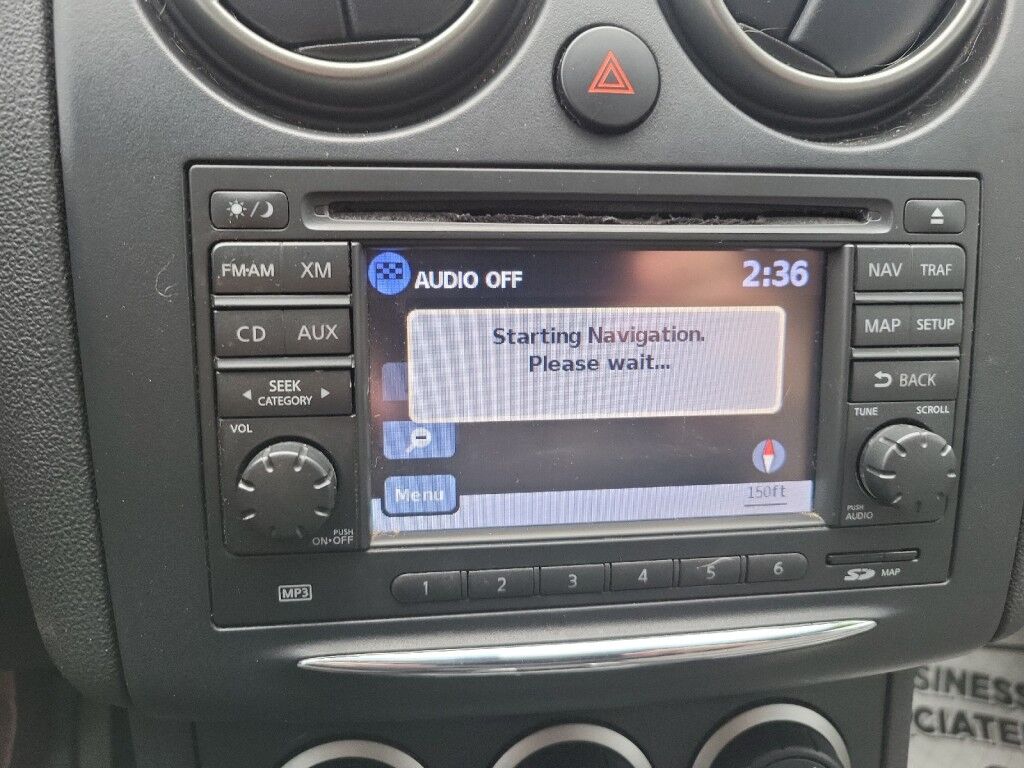 FM•AM XM
CD AUX
SEEK
CATEGORY
VOL
PUSH
ON•OFF
MP3
AUDIO OFF
2:36
Starting Navigation.
Please wait...
Menu
150ft
NAV TRAF
MAP SETUP
BACK
TUNE SCROLL
PUSH
AUDIO
1 2 3 4 5 6
SD MAP